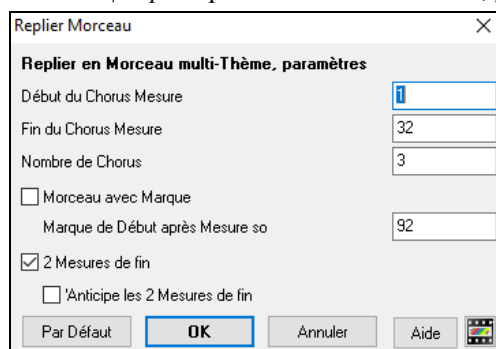 Replier Morceau
Replier en Morceau multi-Thème, paramètres
Début du Chorus Mesure 1
Fin du Chorus Mesure 32
Nombre de Chorus 3
Morceau avec Marque
Marque de Début après Mesure so 92
2 Mesures de fin
'Anticipe les 2 Mesures de fin
Par Défaut OK Annuler Aide